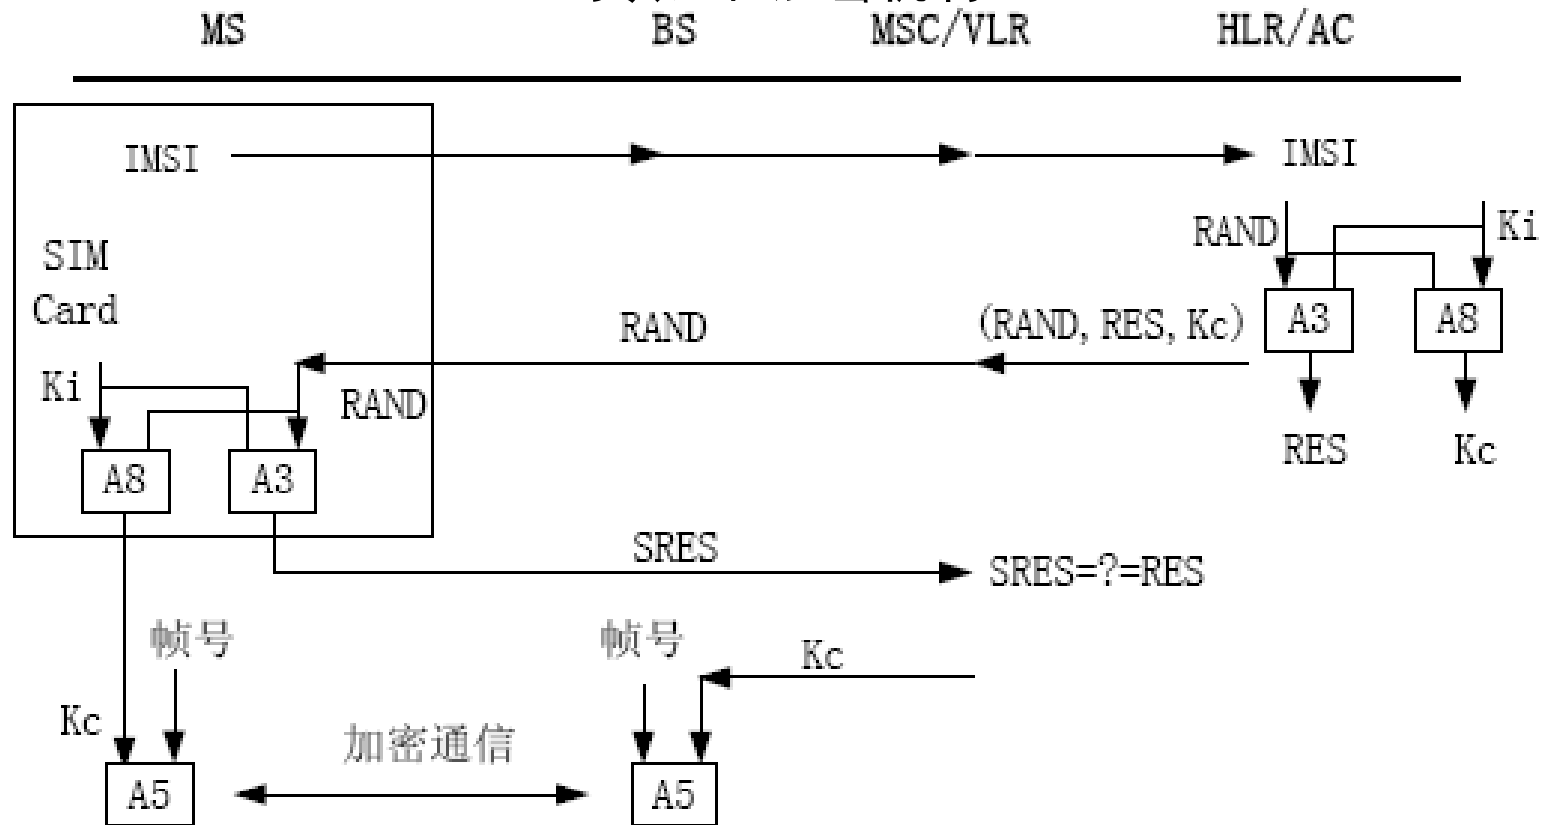 MS BS MSC/VLR HLR/AC
IMSI IMSI
RAND Ki
SIM
Card
A3 A8
RAND (RAND, RES, Kc)
Ki RAND
RES Kc
A8 A3
SRES SRES=?=RES
帧号 帧号 Kc
Kc
加密通信
A5 A5